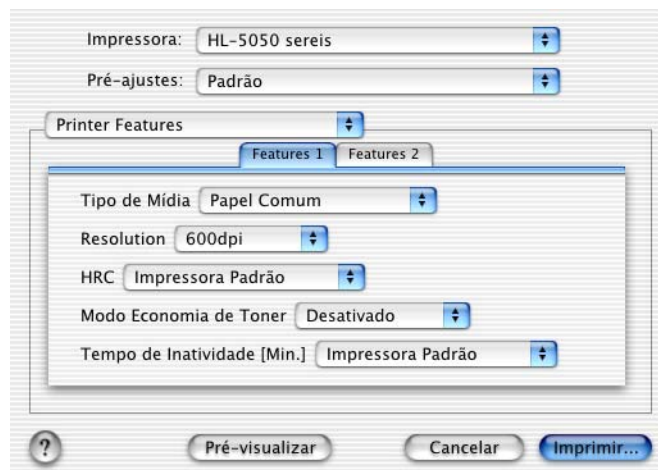 Impressora: HL-5050 sereis
Pré-ajustes: Padrão
Printer Features
Features 1 Features 2
Tipo de Mídia Papel Comum
Resolution 600dpi
HRC Impressora Padrão
Modo Economia de Toner Desativado
Tempo de Inatividade [Min.] Impressora Padrão
? Pré-visualizar Cancelar Imprimir...